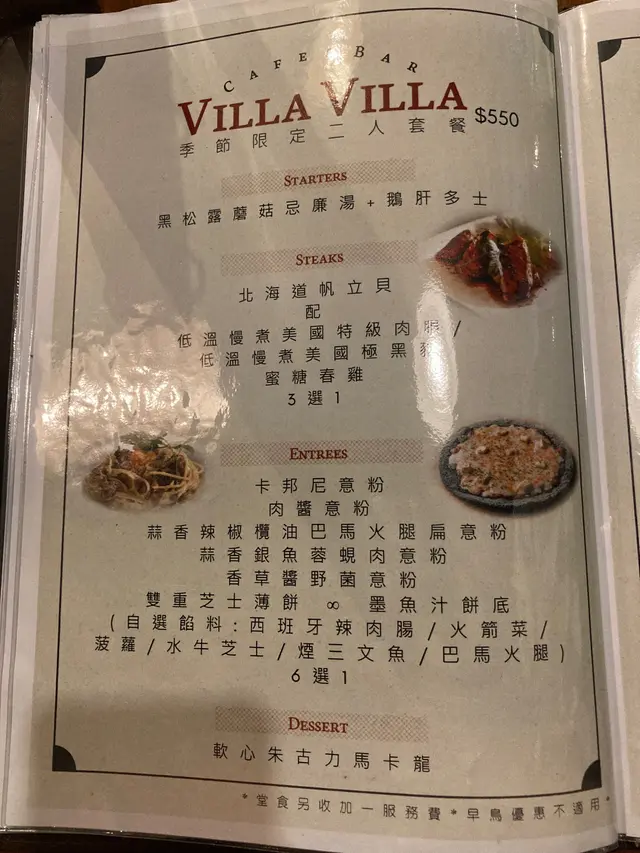 CAFE BAR
VILLA VILLA $550
季節限定二人套餐
STARTERS
黑松露蘑菇忌廉湯+鵝肝多士
STEAKS
北海道帆立貝
配
低溫慢煮美國特級肉眼/
低溫慢煮美國極黑豬
蜜糖春雞
3選1
ENTREES
卡邦尼意粉
肉醬意粉
蒜香辣椒欖油巴馬火腿扁意粉
蒜香銀魚蓉蜆肉意粉
香草醬野菌意粉
雙重芝士薄餅 ∞ 墨魚汁餅底
(自選餡料:西班牙辣肉腸/火箭菜/
菠蘿/水牛芝士/煙三文魚/巴馬火腿)
6選1
DESSERT
軟心朱古力馬卡龍
*堂食另收加一服務費*早鳥優惠不適用*